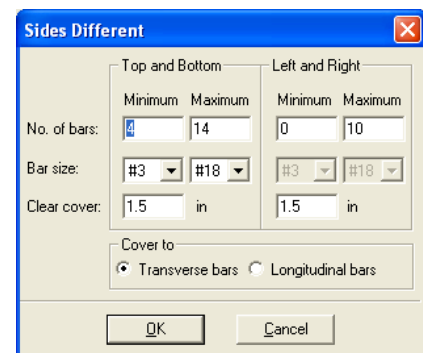 Sides Different
Top and Bottom Left and Right
Minimum Maximum Minimum Maximum
No. of bars: 4 14 0 10
Bar size: #3 #18 #3 #18
Clear cover: 1.5 in 1.5 in
Cover to
Transverse bars Longitudinal bars
OK Cancel